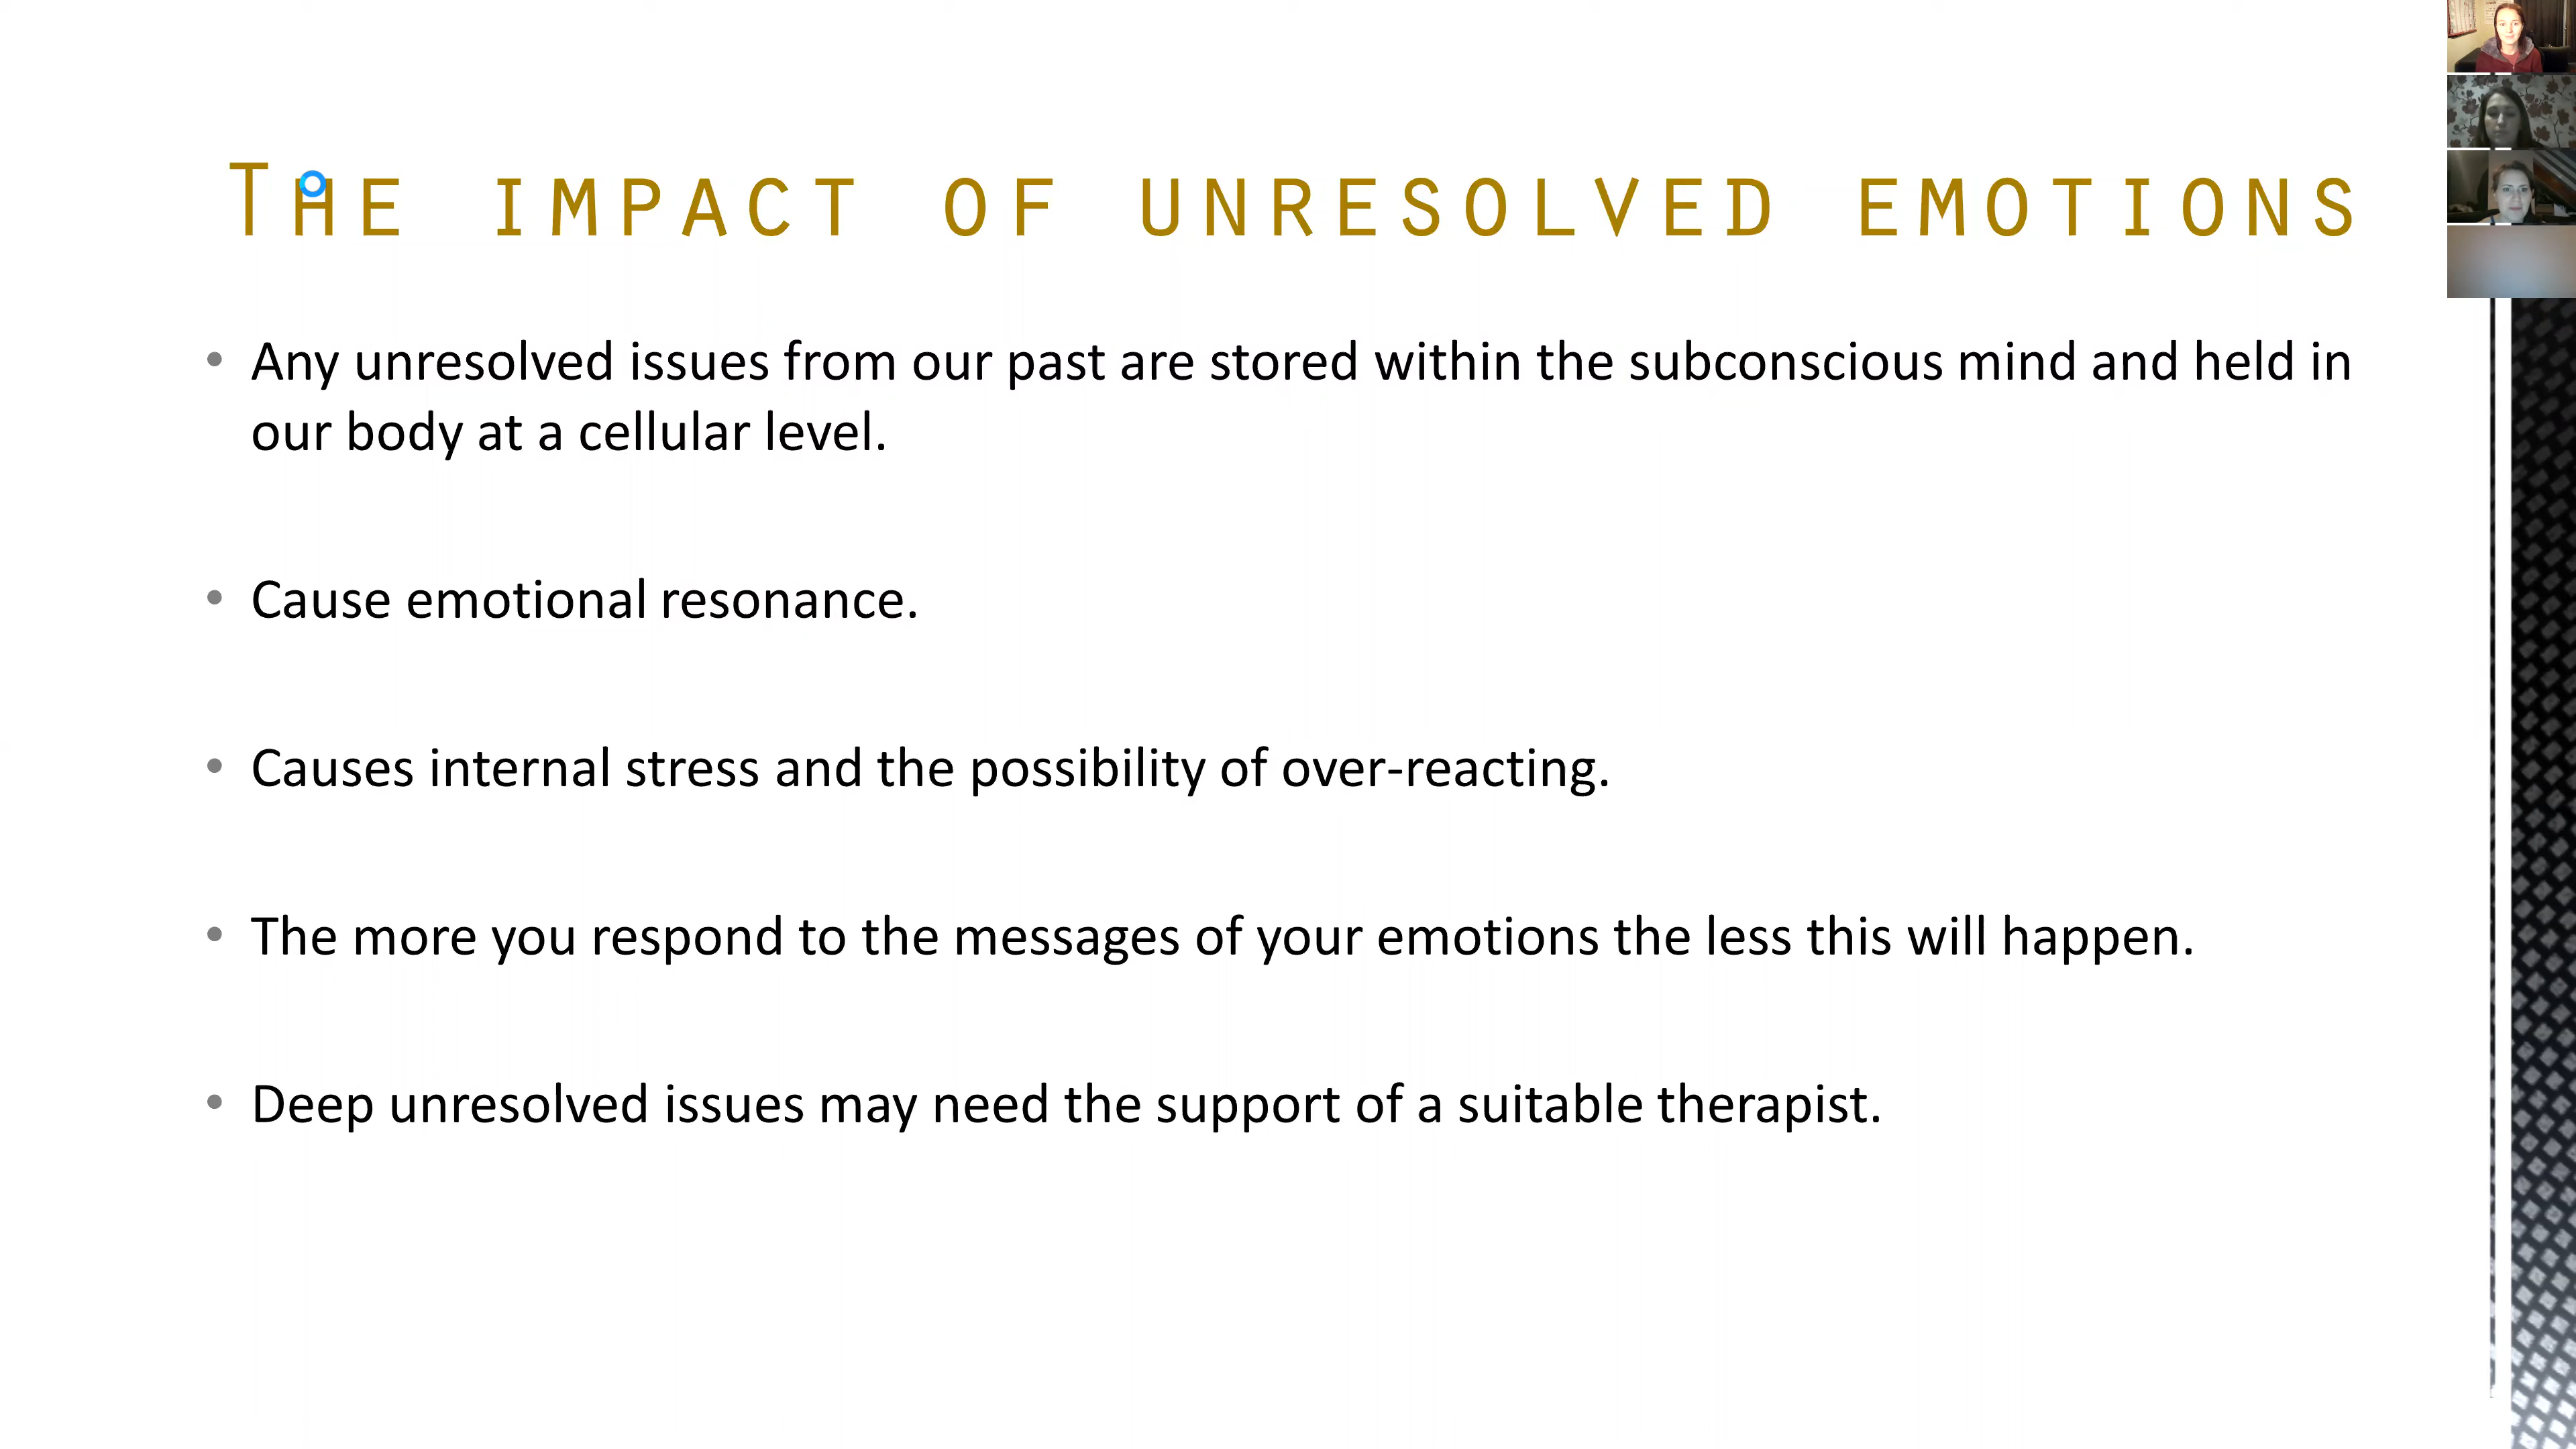 The impact of unresolved emotions
• Any unresolved issues from our past are stored within the subconscious mind and held in
our body at a cellular level.
• Cause emotional resonance.
• Causes internal stress and the possibility of over-reacting.
• The more you respond to the messages of your emotions the less this will happen.
• Deep unresolved issues may need the support of a suitable therapist.